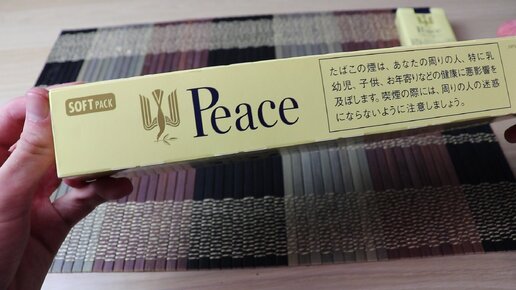 SOFT PACK
Peace
たばこの煙は、あなたの周りの人、特に乳
幼児、子供、お年寄りなどの健康に悪影響を
及ぼします。喫煙の際には、周りの人の迷惑
にならないように注意しましょう。
Peace